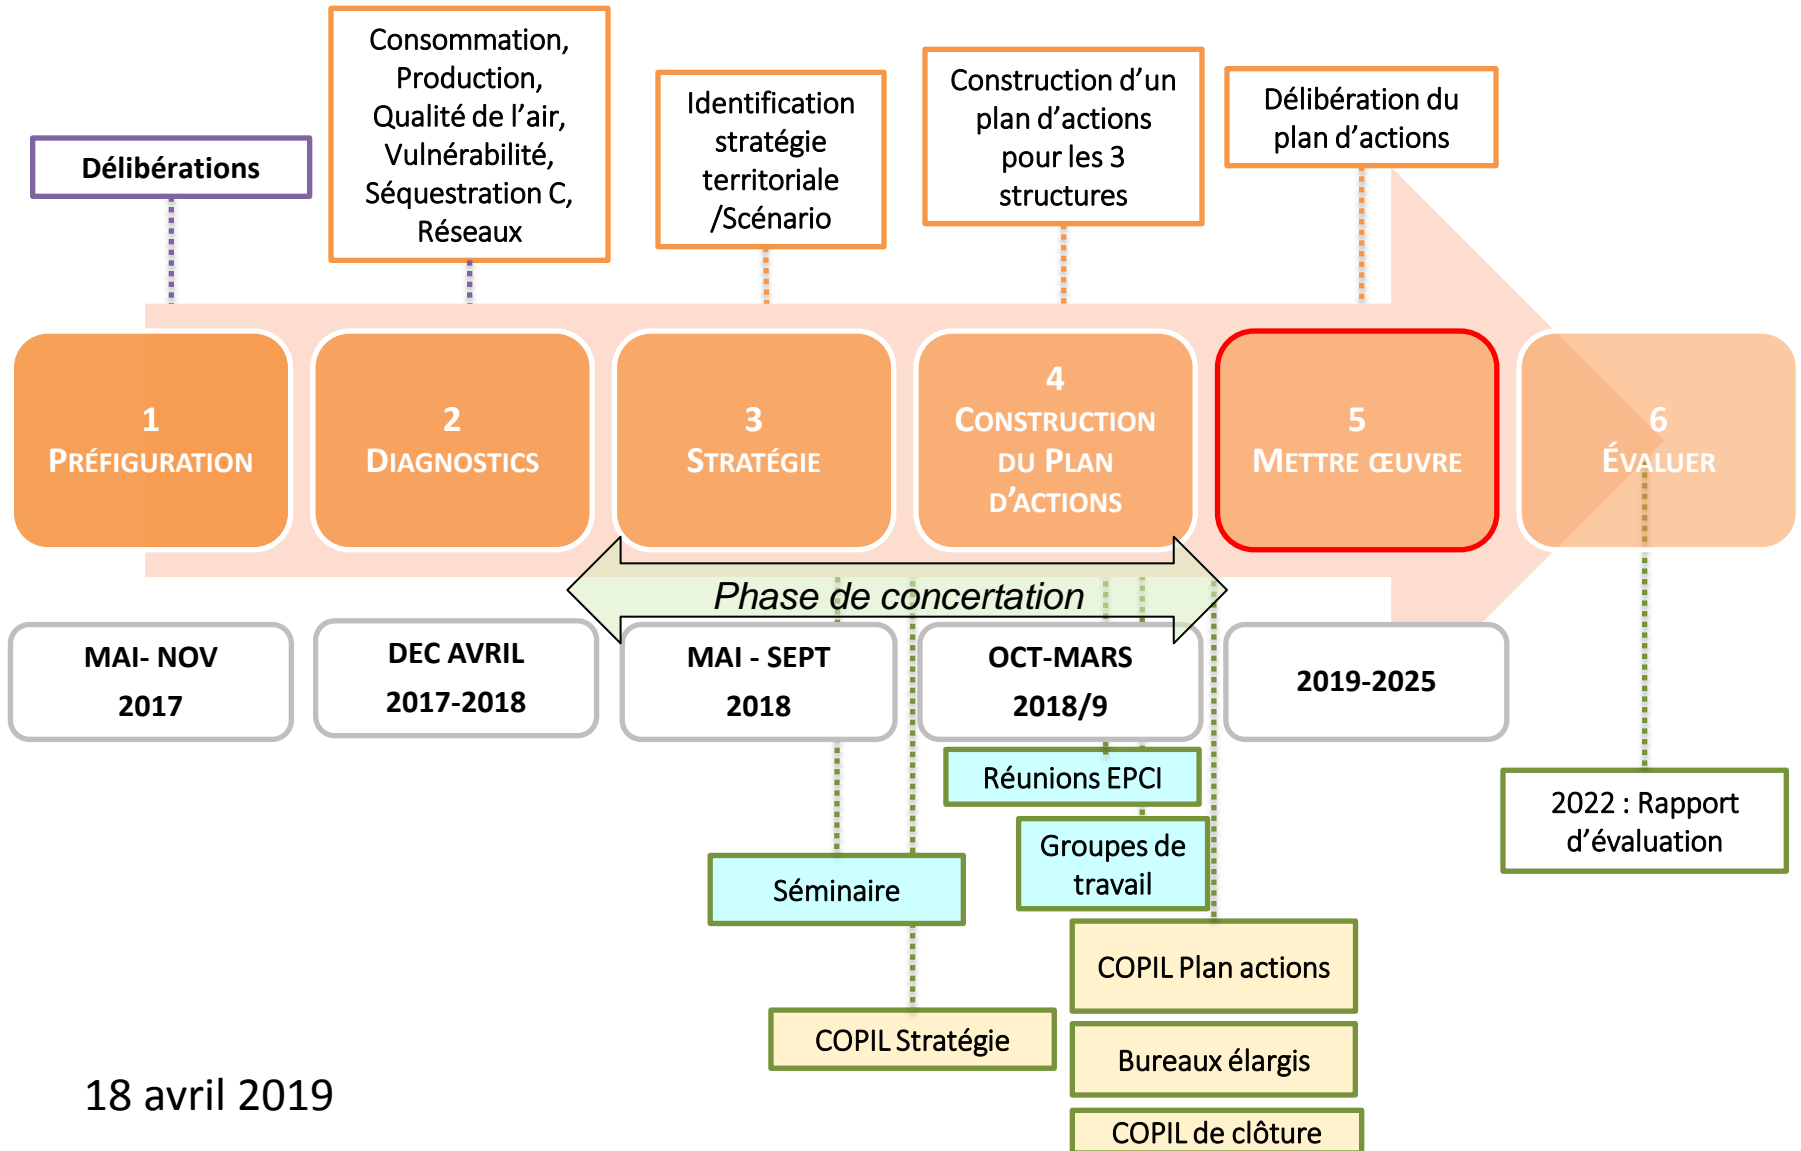 Délibérations
Consommation,
Production,
Qualité de l'air,
Vulnérabilité,
Séquestration C,
Réseaux
Identification
stratégie
territoriale
/Scénario
Construction d'un
plan d'actions
pour les 3
structures
Délibération du
plan d'actions
1
PRÉFIGURATION
2
DIAGNOSTICS
3
STRATÉGIE
4
CONSTRUCTION
DU PLAN
D'ACTIONS
5
METTRE ŒUVRE
6
ÉVALUER
Phase de concertation
MAI- NOV
2017
DEC AVRIL
2017-2018
MAI - SEPT
2018
OCT-MARS
2018/9
2019-2025
Réunions EPCI
Groupes de
travail
Séminaire
2022 : Rapport
d'évaluation
COPIL Plan actions
COPIL Stratégie
Bureaux élargis
COPIL de clôture
18 avril 2019